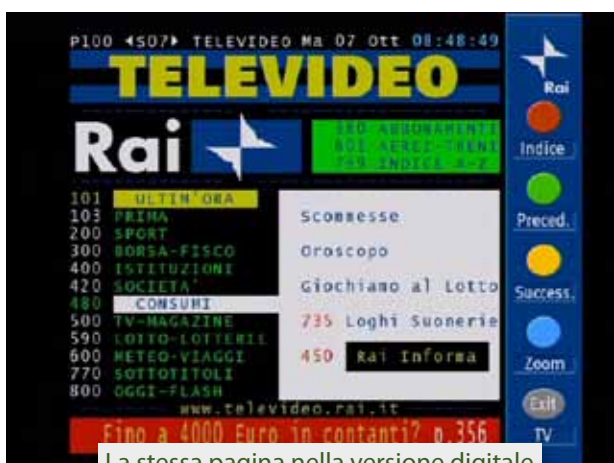 P100 ◄S07► TELEVIDEO Ma 07 Ott 08:48:49
TELEVIDEO
Rai
380 ABBONAMENTI
601 AEREI-TRENI
799 INDICE A-Z
101 ULTIM'ORA
103 PRIMA
200 SPORT
300 BORSA-FISCO
400 ISTITUZIONI
420 SOCIETA'
480 CONSUMI
500 TV-MAGAZINE
590 LOTTO-LOTTERIE
600 METEO-VIAGGI
770 SOTTOTITOLI
800 OGGI-FLASH
Scommesse
Oroscopo
Giochiamo al Lotto
735 Loghi Suonerie
450 Rai Informa
www.televideo.rai.it
Fino a 4000 Euro in contanti? p.356
Rai
Indice
Preced.
Success.
Zoom
Exit
TV
La stessa pagina nella versione digitale